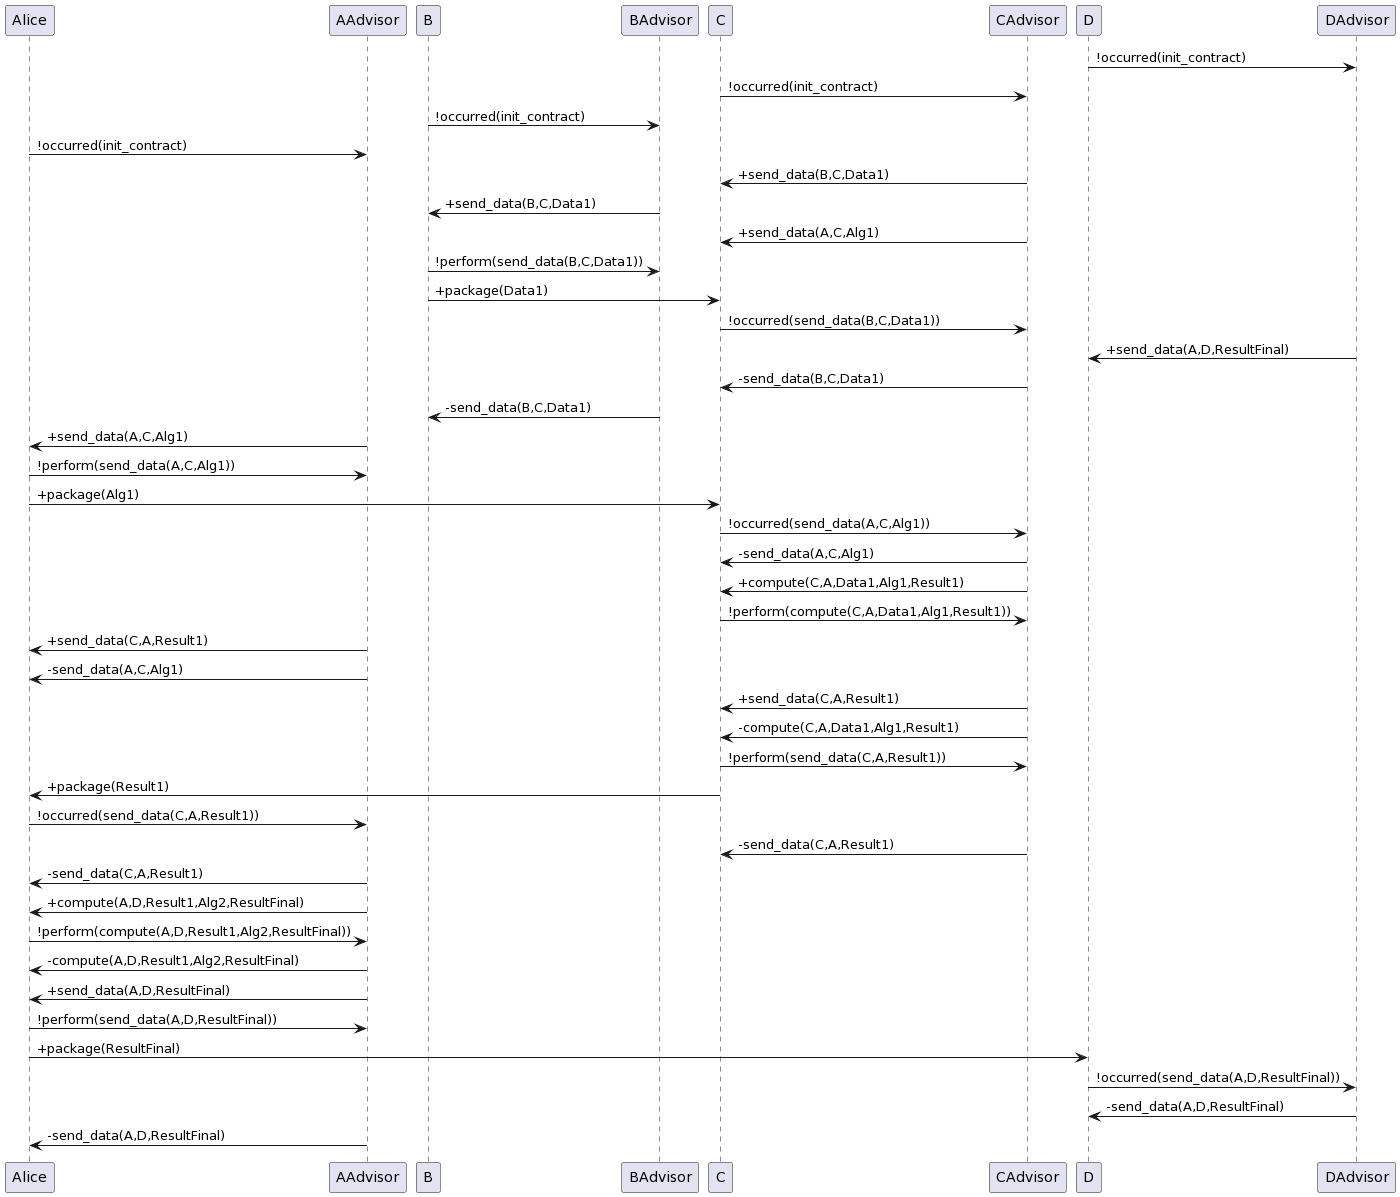 Alice AAdvisor B BAdvisor C CAdvisor D DAdvisor
!occurred(init_contract)
!occurred(init_contract)
!occurred(init_contract)
!occurred(init_contract)
+send_data(B,C,Data1)
+send_data(B,C,Data1)
+send_data(A,C,Alg1)
!perform(send_data(B,C,Data1))
+package(Data1)
!occurred(send_data(B,C,Data1))
+send_data(A,D,ResultFinal)
-send_data(B,C,Data1)
-send_data(B,C,Data1)
+send_data(A,C,Alg1)
!perform(send_data(A,C,Alg1))
+package(Alg1)
!occurred(send_data(A,C,Alg1))
-send_data(A,C,Alg1)
+compute(C,A,Data1,Alg1,Result1)
!perform(compute(C,A,Data1,Alg1,Result1))
+send_data(C,A,Result1)
-send_data(A,C,Alg1)
+send_data(C,A,Result1)
-compute(C,A,Data1,Alg1,Result1)
!perform(send_data(C,A,Result1))
+package(Result1)
!occurred(send_data(C,A,Result1))
-send_data(C,A,Result1)
-send_data(C,A,Result1)
+compute(A,D,Result1,Alg2,ResultFinal)
!perform(compute(A,D,Result1,Alg2,ResultFinal))
-compute(A,D,Result1,Alg2,ResultFinal)
+send_data(A,D,ResultFinal)
!perform(send_data(A,D,ResultFinal))
+package(ResultFinal)
!occurred(send_data(A,D,ResultFinal))
-send_data(A,D,ResultFinal)
-send_data(A,D,ResultFinal)
Alice AAdvisor B BAdvisor C CAdvisor D DAdvisor